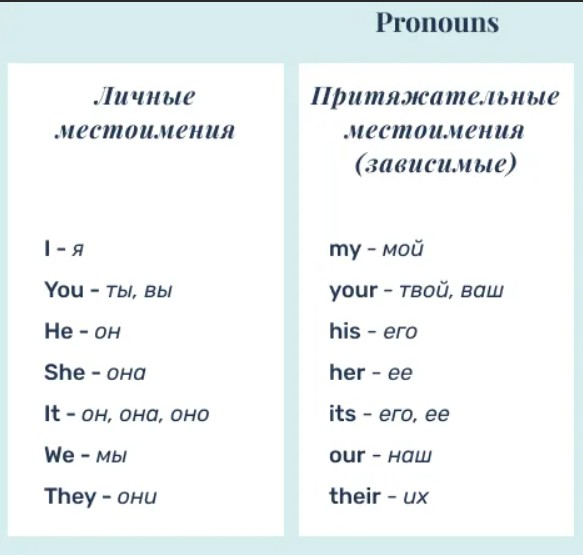 Pronouns
Личные
местоимения
I - я
You - ты, вы
He - он
She - она
It - он, она, оно
We - мы
They - они
Притяжательные
местоимения
(зависимые)
my - мой
your - твой, ваш
his - его
her - ее
its - его, ее
our - наш
their - их